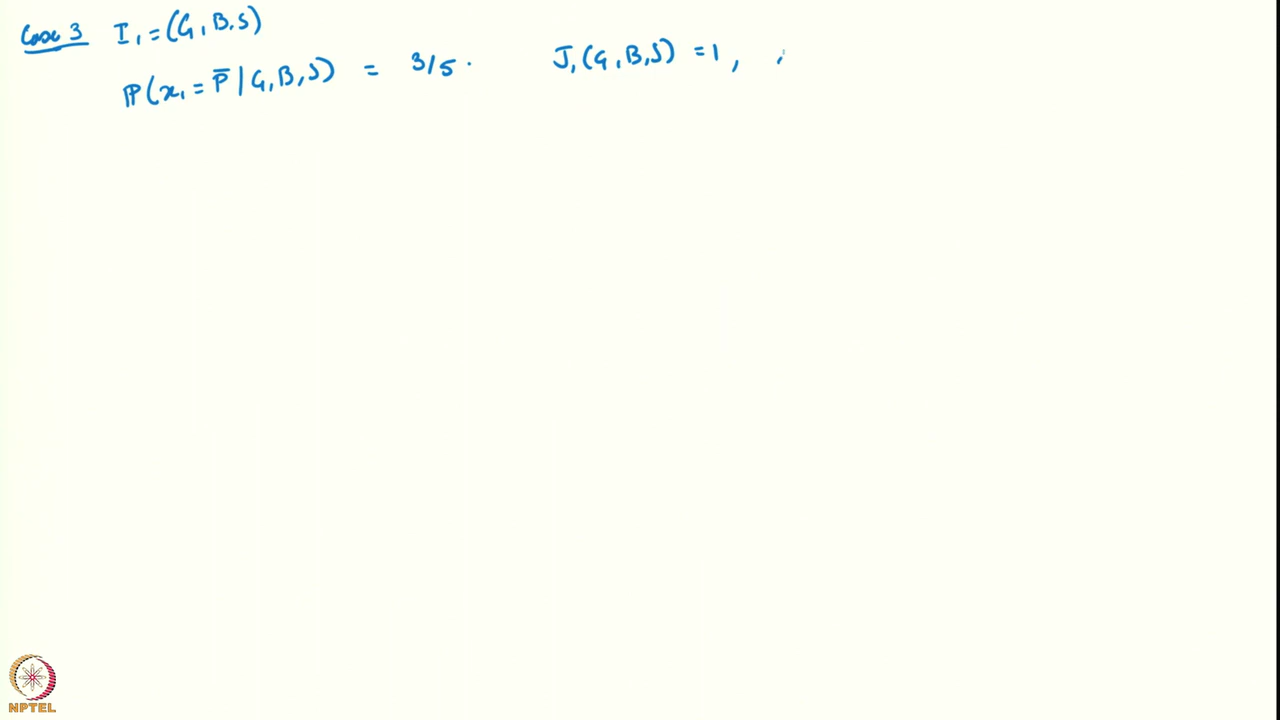 Case 3 I₁ = (G, B, S)
ℙ(x₁ = P̅ | G, B, S) = 3/5. J₁(G, B, S) = 1,
NPTEL